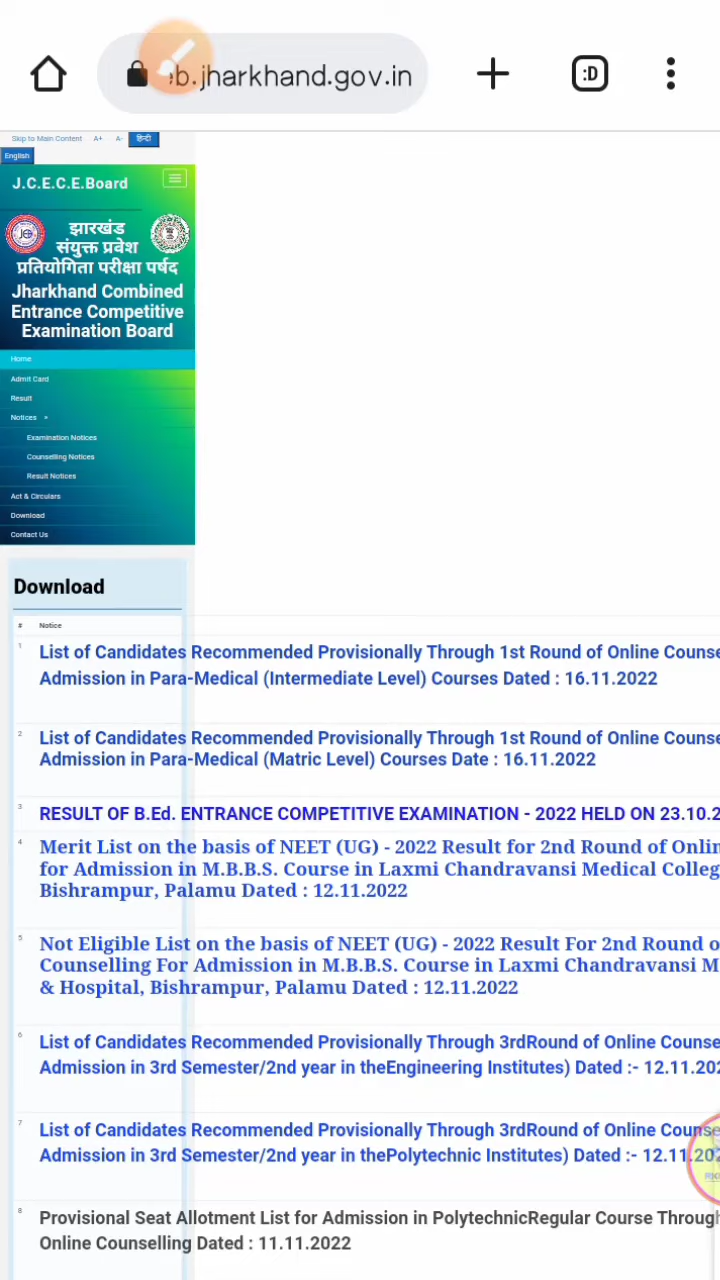 b.jharkhand.gov.in
:D
Skip to Main Content A+ A- हिन्दी
English
J.C.E.C.E.Board
झारखंड
संयुक्त प्रवेश
प्रतियोगिता परीक्षा पर्षद
Jharkhand Combined
Entrance Competitive
Examination Board
Home
Admit Card
Result
Notices
Examination Notices
Counselling Notices
Result Notices
Act & Circulars
Download
Contact Us
Download
# Notice
1 List of Candidates Recommended Provisionally Through 1st Round of Online Counse
Admission in Para-Medical (Intermediate Level) Courses Dated : 16.11.2022
2 List of Candidates Recommended Provisionally Through 1st Round of Online Counse
Admission in Para-Medical (Matric Level) Courses Date : 16.11.2022
3 RESULT OF B.Ed. ENTRANCE COMPETITIVE EXAMINATION - 2022 HELD ON 23.10.2
4 Merit List on the basis of NEET (UG) - 2022 Result for 2nd Round of Onlin
for Admission in M.B.B.S. Course in Laxmi Chandravansi Medical Colleg
Bishrampur, Palamu Dated : 12.11.2022
5 Not Eligible List on the basis of NEET (UG) - 2022 Result For 2nd Round o
Counselling For Admission in M.B.B.S. Course in Laxmi Chandravansi M
& Hospital, Bishrampur, Palamu Dated : 12.11.2022
6 List of Candidates Recommended Provisionally Through 3rdRound of Online Counse
Admission in 3rd Semester/2nd year in theEngineering Institutes) Dated :- 12.11.202
7 List of Candidates Recommended Provisionally Through 3rdRound of Online Counse
Admission in 3rd Semester/2nd year in thePolytechnic Institutes) Dated :- 12.11.202
8 Provisional Seat Allotment List for Admission in PolytechnicRegular Course Through
Online Counselling Dated : 11.11.2022